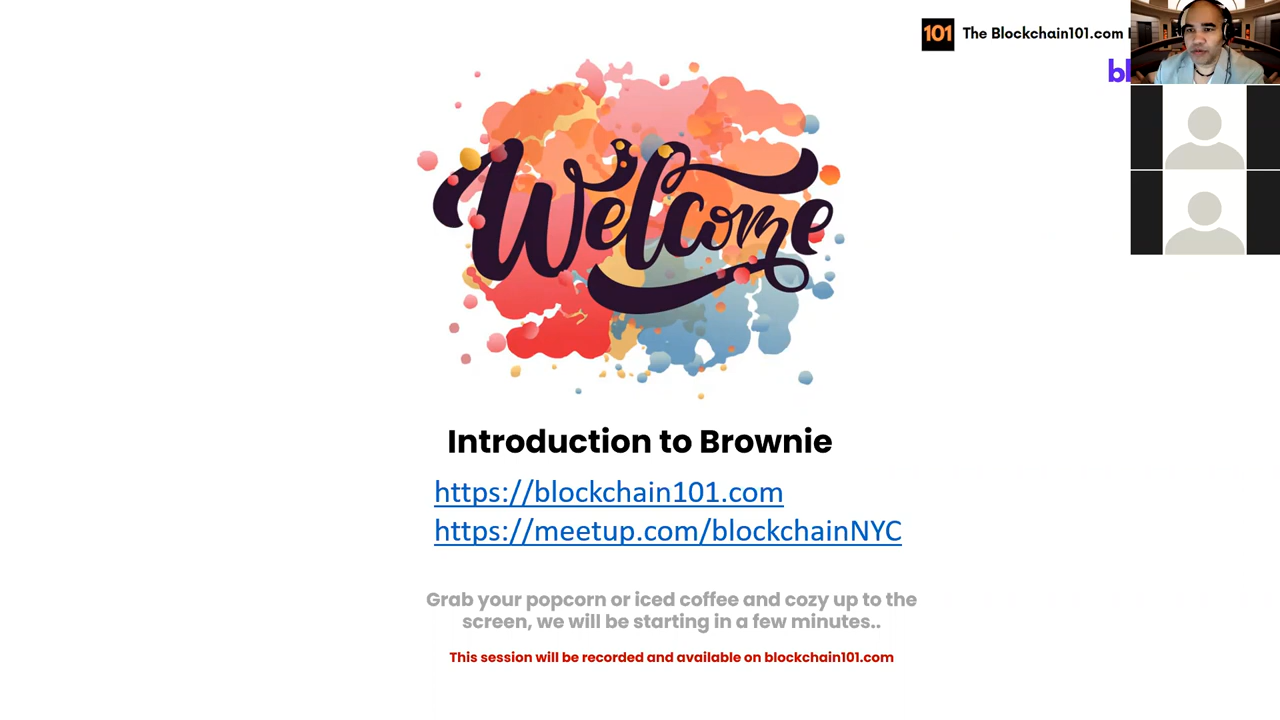 101 The Blockchain101.com
Welcome
Introduction to Brownie
https://blockchain101.com
https://meetup.com/blockchainNYC
Grab your popcorn or iced coffee and cozy up to the
screen, we will be starting in a few minutes..
This session will be recorded and available on blockchain101.com